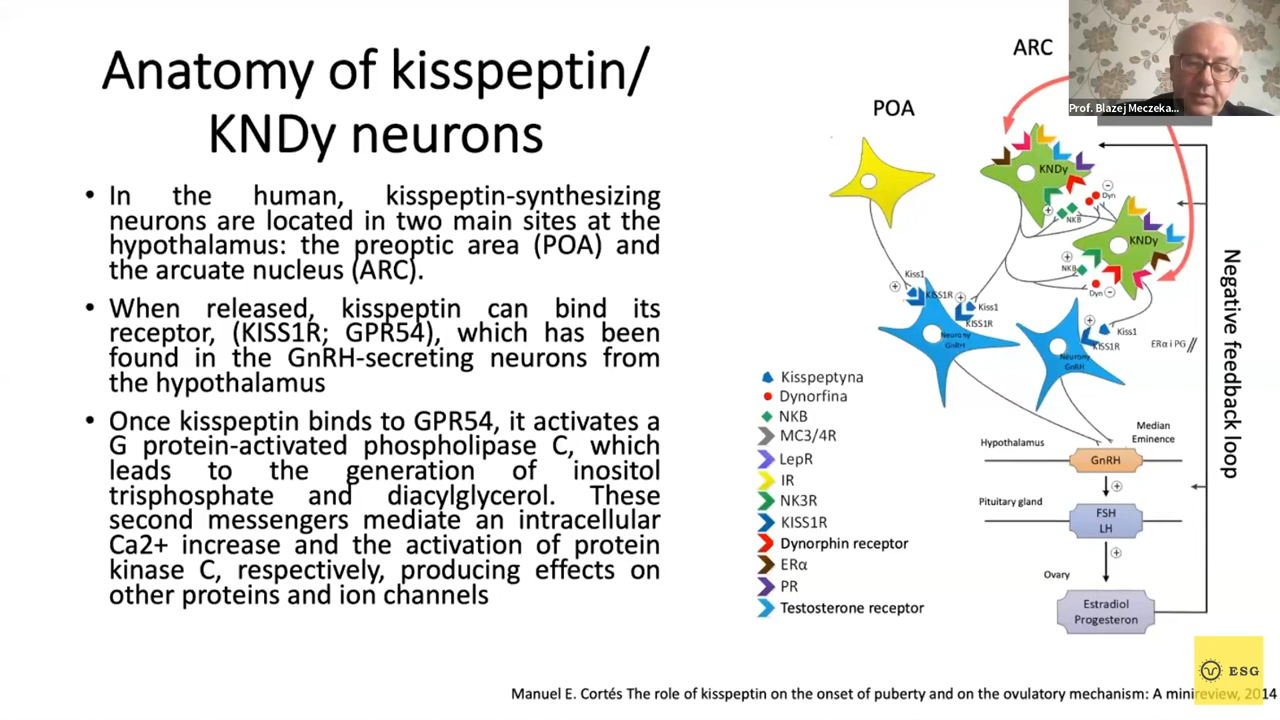 Anatomy of kisspeptin/
KNDy neurons
• In the human, kisspeptin-synthesizing
neurons are located in two main sites at the
hypothalamus: the preoptic area (POA) and
the arcuate nucleus (ARC).
• When released, kisspeptin can bind its
receptor, (KISS1R; GPR54), which has been
found in the GnRH-secreting neurons from
the hypothalamus
• Once kisspeptin binds to GPR54, it activates a
G protein-activated phospholipase C, which
leads to the generation of inositol
trisphosphate and diacylglycerol. These
second messengers mediate an intracellular
Ca2+ increase and the activation of protein
kinase C, respectively, producing effects on
other proteins and ion channels
ARC
Prof. Blazej Meczeka...
POA
KNDy
Dyn
NKB
KNDy
NKB
Dyn
Kiss1
KISS1R
Kiss1
KISS1R
Neurony
GnRH
Kiss1
KISS1R
Neurony
GnRH
ERα i PG
Negative feedback loop
Kisspeptyna
Dynorfina
NKB
MC3/4R
LepR
IR
NK3R
KISS1R
Dynorphin receptor
ERα
PR
Testosterone receptor
Hypothalamus
Median
Eminence
GnRH
Pituitary gland
FSH
LH
Ovary
Estradiol
Progesteron
ESG
Manuel E. Cortés The role of kisspeptin on the onset of puberty and on the ovulatory mechanism: A minireview, 2014